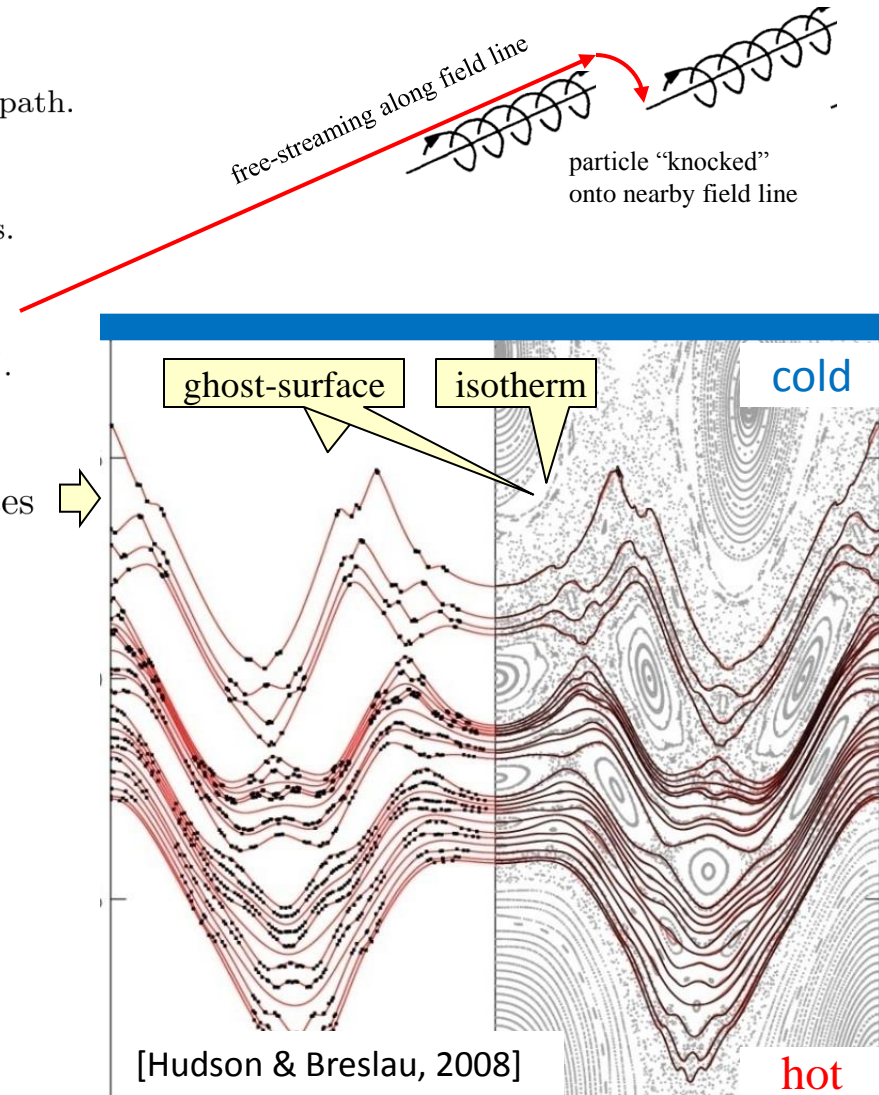 free-streaming along field line
path.
particle “knocked”
onto nearby field line
s.
.
ghost-surface
isotherm
cold
es
[Hudson & Breslau, 2008]
hot